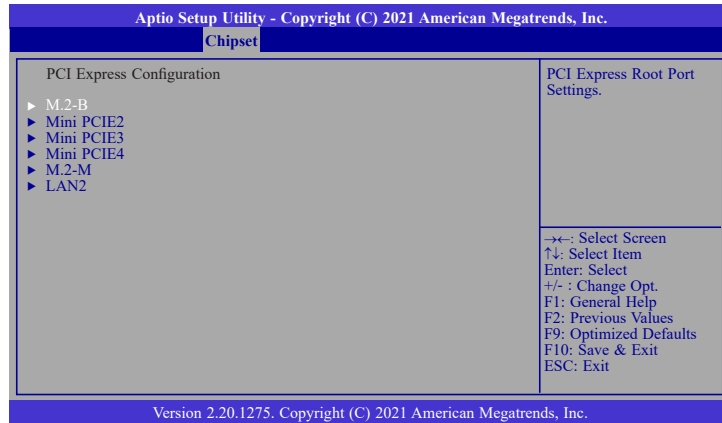 Aptio Setup Utility - Copyright (C) 2021 American Megatrends, Inc.
Chipset
PCI Express Configuration
► M.2-B
► Mini PCIE2
► Mini PCIE3
► Mini PCIE4
► M.2-M
► LAN2
PCI Express Root Port
Settings.
→←: Select Screen
↑↓: Select Item
Enter: Select
+/- : Change Opt.
F1: General Help
F2: Previous Values
F9: Optimized Defaults
F10: Save & Exit
ESC: Exit
Version 2.20.1275. Copyright (C) 2021 American Megatrends, Inc.